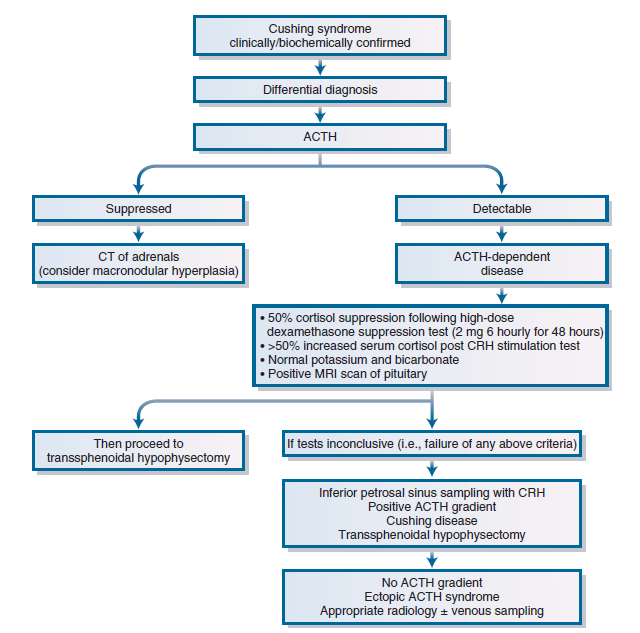 Cushing syndrome
clinically/biochemically confirmed
Differential diagnosis
ACTH
Suppressed
Detectable
CT of adrenals
(consider macronodular hyperplasia)
ACTH-dependent
disease
• 50% cortisol suppression following high-dose
dexamethasone suppression test (2 mg 6 hourly for 48 hours)
• >50% increased serum cortisol post CRH stimulation test
• Normal potassium and bicarbonate
• Positive MRI scan of pituitary
Then proceed to
transsphenoidal hypophysectomy
If tests inconclusive (i.e., failure of any above criteria)
Inferior petrosal sinus sampling with CRH
Positive ACTH gradient
Cushing disease
Transsphenoidal hypophysectomy
No ACTH gradient
Ectopic ACTH syndrome
Appropriate radiology ± venous sampling